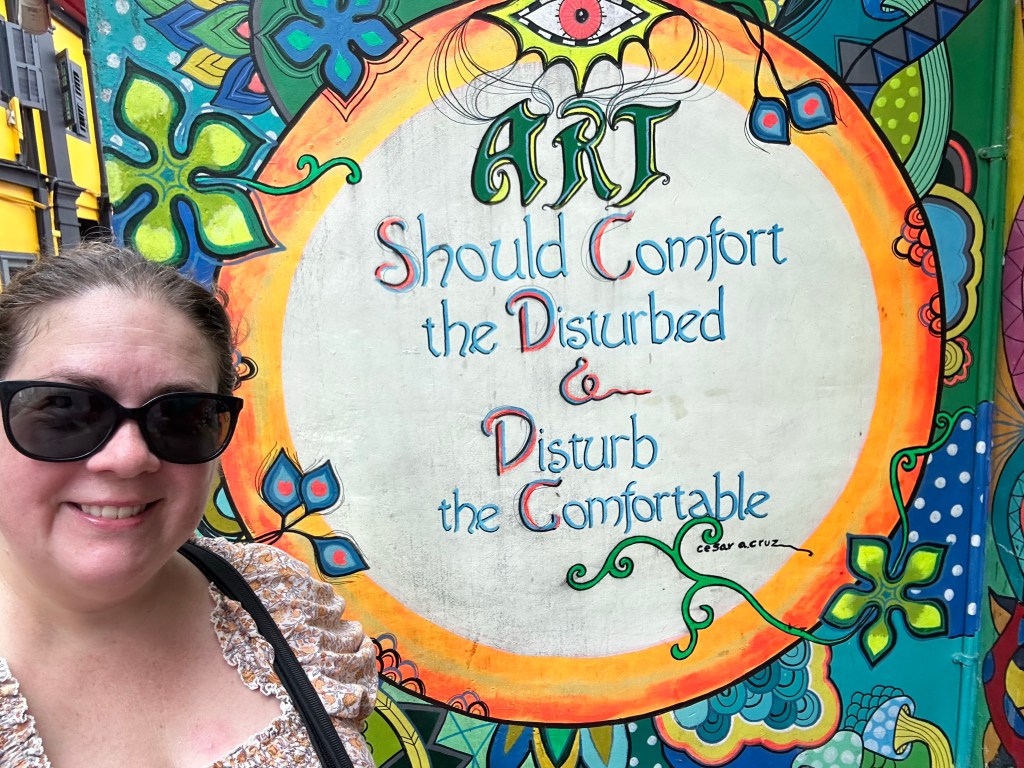 ART
Should Comfort
the Disturbed
&
Disturb
the Comfortable
cesar a.cruz